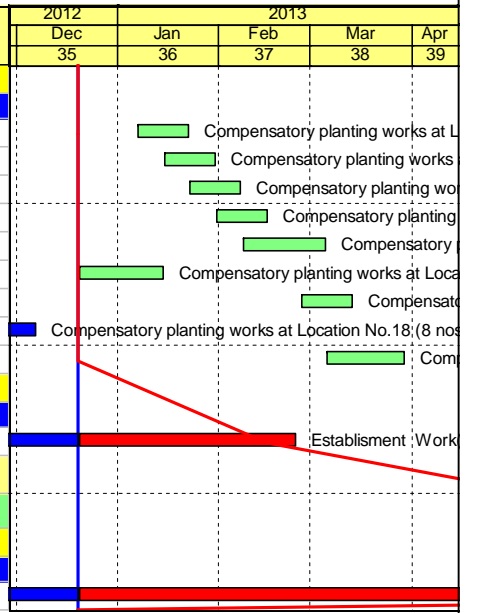 2012 2013
Dec Jan Feb Mar Apr
35 36 37 38 39
Compensatory planting works at L
Compensatory planting works
Compensatory planting wor
Compensatory planting
Compensatory
Compensatory planting works at Loca
Compensato
Compensatory planting works at Location No.18 (8 nos
Com
Establisment Work